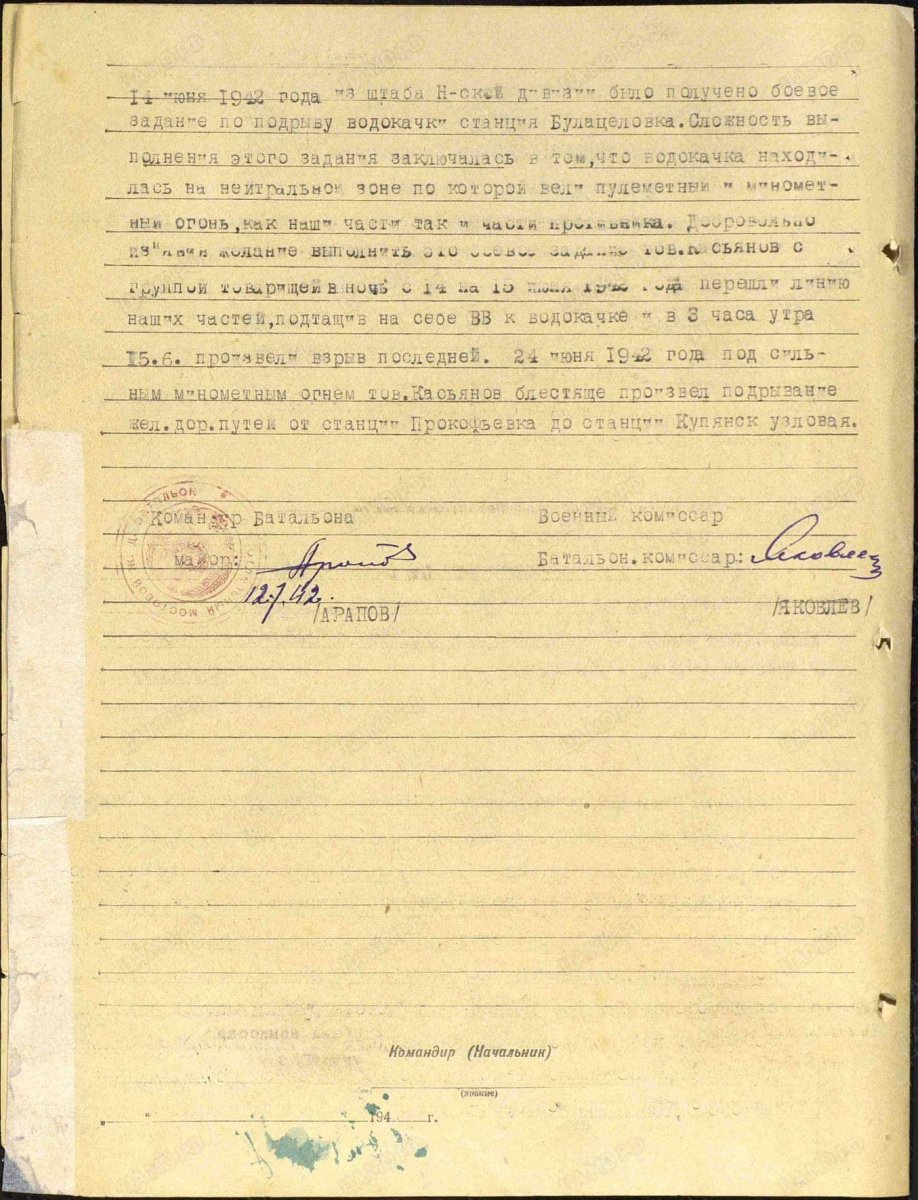 14 июня 1942 года из штаба Н-ской дивизии было получено боевое
задание по подрыву водокачки станция Булацеловка.Сложность вы-
полнения этого задания заключалась в том,что водокачка находи-
лась на нейтральной зоне по которой вели пулеметный и миномет-
ный огонь,как наши части так и части противника. Добровольно
из"явив желание выполнить это боевое задание тов.Касьянов с
группой товарищей в ночь с 14 на 15 июня 1942 года перешли линию
наших частей,подтащив на себе ВВ к водокачке и в 3 часа утра
15.6. произвели взрыв последней. 24 июня 1942 года под силь-
ным минометным огнем тов.Касьянов блестяще произвел подрывание
жел.дор.путей от станции Прокофьевка до станции Купянск узловая.
Командир Батальона Военный комиссар
майор: Арапов Батальон.комиссар: Яковлев
12.7.42.
/АРАПОВ/ /ЯКОВЛЕВ/
Командир (Начальник)
(звание)
„ “ 194 г.